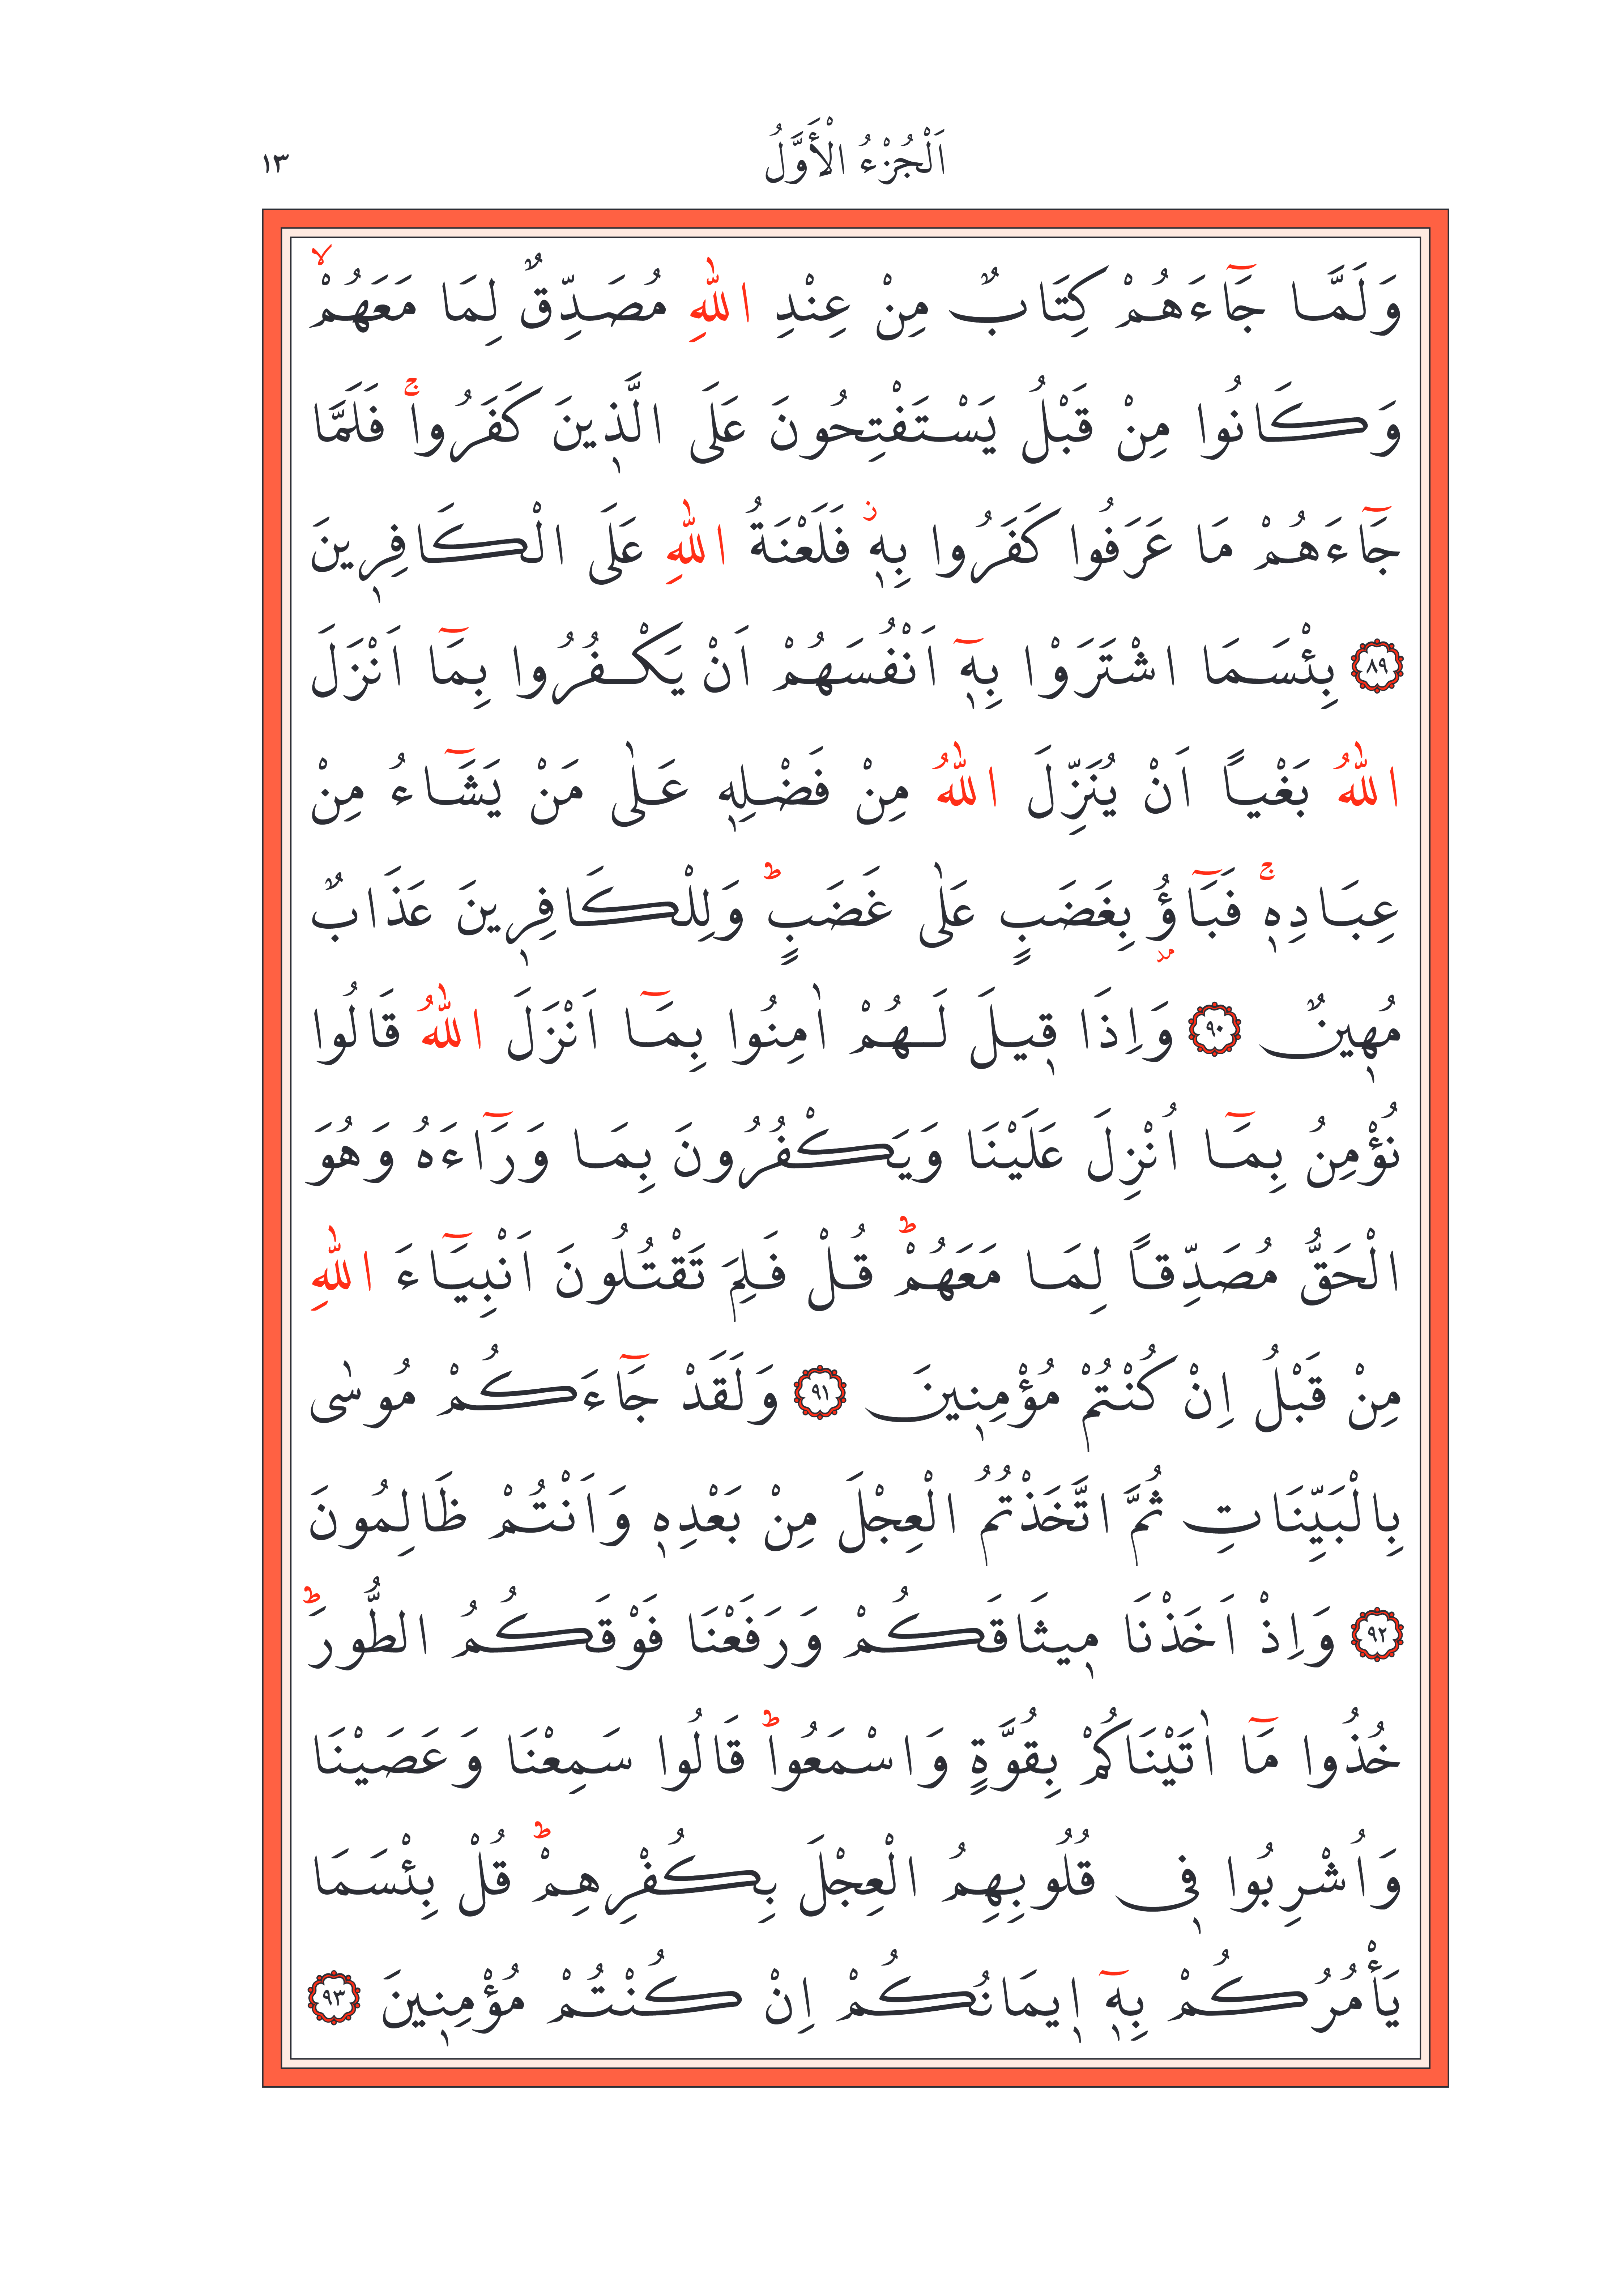 اَلْجُزْءُ الْأَوَّلُ
١٣
وَلَمَّا جَٓاءَهُمْ كِتَابٌ مِنْ عِنْدِ اللّٰهِ مُصَدِّقٌ لِمَا مَعَهُمْۙ
وَكَانُوا مِنْ قَبْلُ يَسْتَفْتِحُونَ عَلَى الَّذ۪ينَ كَفَرُواۚ فَلَمَّا
جَٓاءَهُمْ مَا عَرَفُوا كَفَرُوا بِه۪ۘ فَلَعْنَةُ اللّٰهِ عَلَى الْكَافِر۪ينَ
﴿٨٩﴾ بِئْسَمَا اشْتَرَوْا بِه۪ٓ اَنْفُسَهُمْ اَنْ يَكْفُرُوا بِمَٓا اَنْزَلَ
اللّٰهُ بَغْياً اَنْ يُنَزِّلَ اللّٰهُ مِنْ فَضْلِه۪ عَلٰى مَنْ يَشَٓاءُ مِنْ
عِبَادِه۪ۚ فَبَٓاؤُ۫ بِغَضَبٍ عَلٰى غَضَبٍۜ وَلِلْكَافِر۪ينَ عَذَابٌ
مُه۪ينٌ ﴿٩٠﴾ وَاِذَا ق۪يلَ لَهُمْ اٰمِنُوا بِمَٓا اَنْزَلَ اللّٰهُ قَالُوا
نُؤْمِنُ بِمَٓا اُنْزِلَ عَلَيْنَا وَيَكْفُرُونَ بِمَا وَرَٓاءَهُ وَهُوَ
الْحَقُّ مُصَدِّقاً لِمَا مَعَهُمْۜ قُلْ فَلِمَ تَقْتُلُونَ اَنْبِيَٓاءَ اللّٰهِ
مِنْ قَبْلُ اِنْ كُنْتُمْ مُؤْمِن۪ينَ ﴿٩١﴾ وَلَقَدْ جَٓاءَكُمْ مُوسٰى
بِالْبَيِّنَاتِ ثُمَّ اتَّخَذْتُمُ الْعِجْلَ مِنْ بَعْدِه۪ وَاَنْتُمْ ظَالِمُونَ
﴿٩٢﴾ وَاِذْ اَخَذْنَا م۪يثَاقَكُمْ وَرَفَعْنَا فَوْقَكُمُ الطُّورَۜ
خُذُوا مَٓا اٰتَيْنَاكُمْ بِقُوَّةٍ وَاسْمَعُواۜ قَالُوا سَمِعْنَا وَعَصَيْنَا
وَاُشْرِبُوا ف۪ى قُلُوبِهِمُ الْعِجْلَ بِكُفْرِهِمْۜ قُلْ بِئْسَمَا
يَأْمُرُكُمْ بِه۪ٓ ا۪يمَانُكُمْ اِنْ كُنْتُمْ مُؤْمِن۪ينَ ﴿٩٣﴾